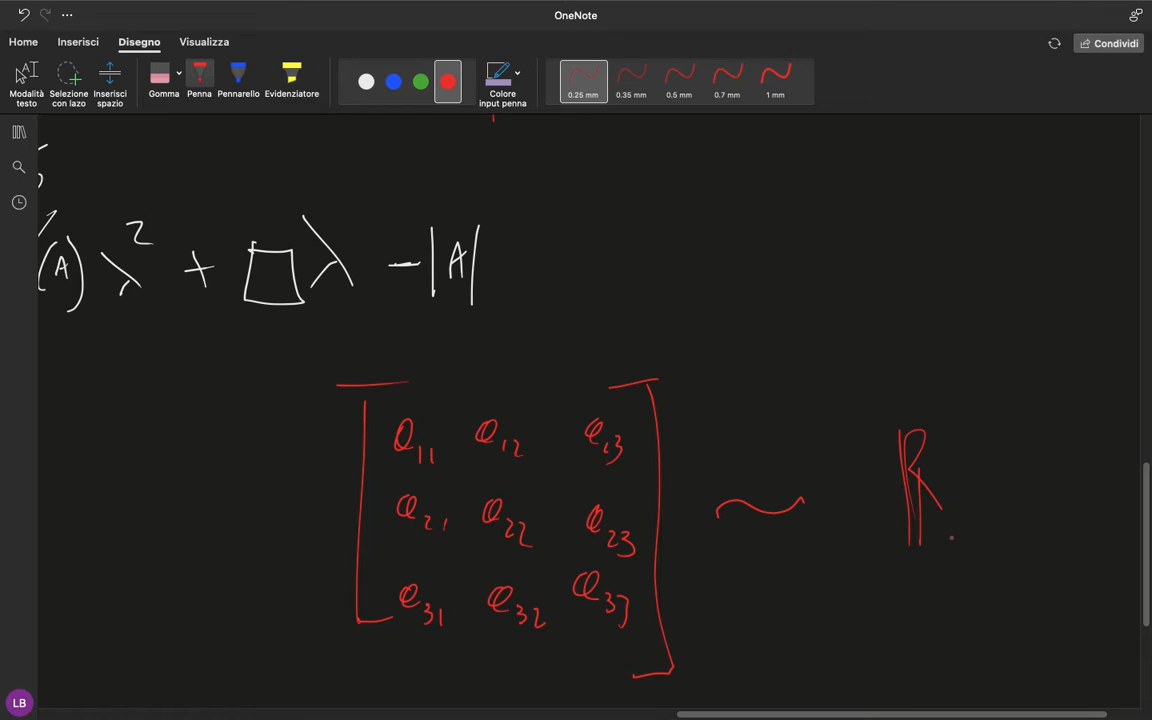 OneNote
Home Inserisci Disegno Visualizza
Condividi
Modalità testo Selezione con lazo Inserisci spazio Gomma Penna Pennarello Evidenziatore Colore input penna 0.25 mm 0.35 mm 0.5 mm 0.7 mm 1 mm
(A) λ² + □ λ - |A|
a₁₁ a₁₂ a₁₃
a₂₁ a₂₂ a₂₃ ~ ℝ
a₃₁ a₃₂ a₃₃
LB